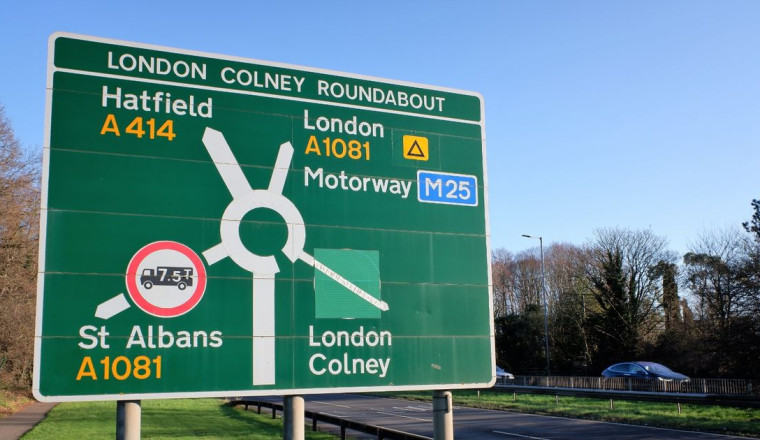 LONDON COLNEY ROUNDABOUT
Hatfield
A414
London
A1081
Motorway M25
7.5T
St Albans
A1081
London
Colney